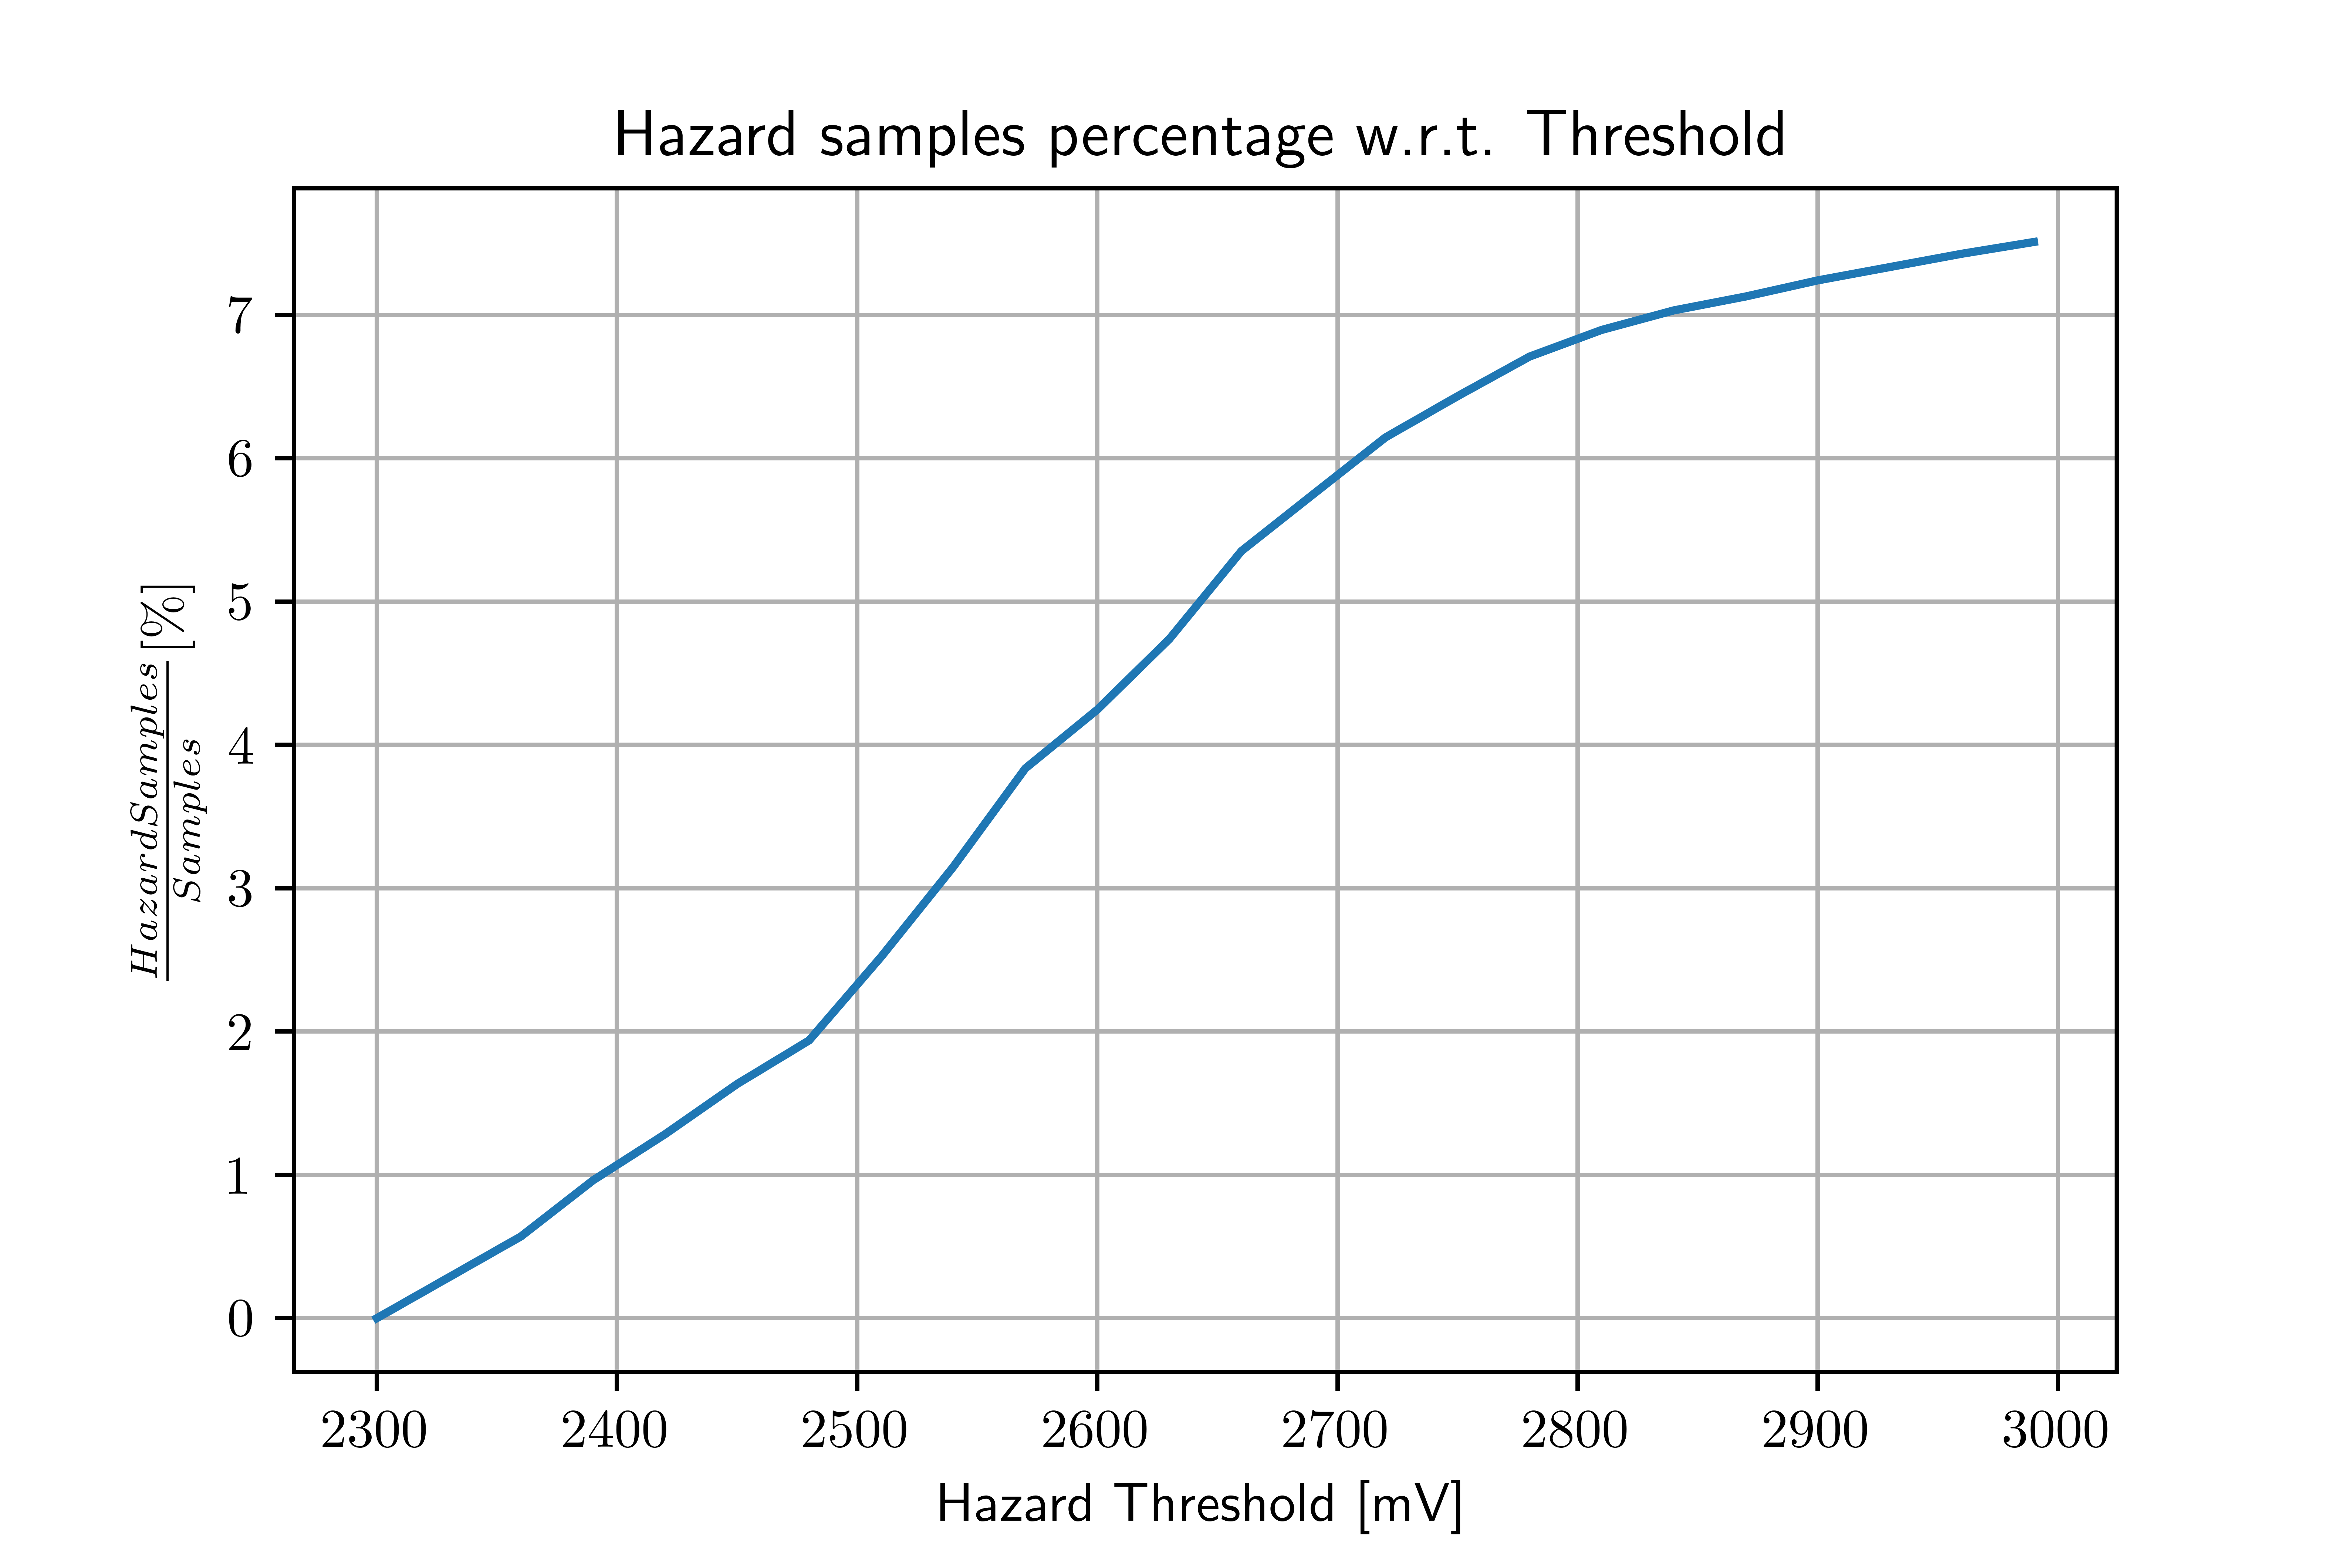 Hazard samples percentage w.r.t. Threshold
7
6
5
4
3
2
1
0
HazardSamples
Samples
[%]
2300 2400 2500 2600 2700 2800 2900 3000
Hazard Threshold [mV]